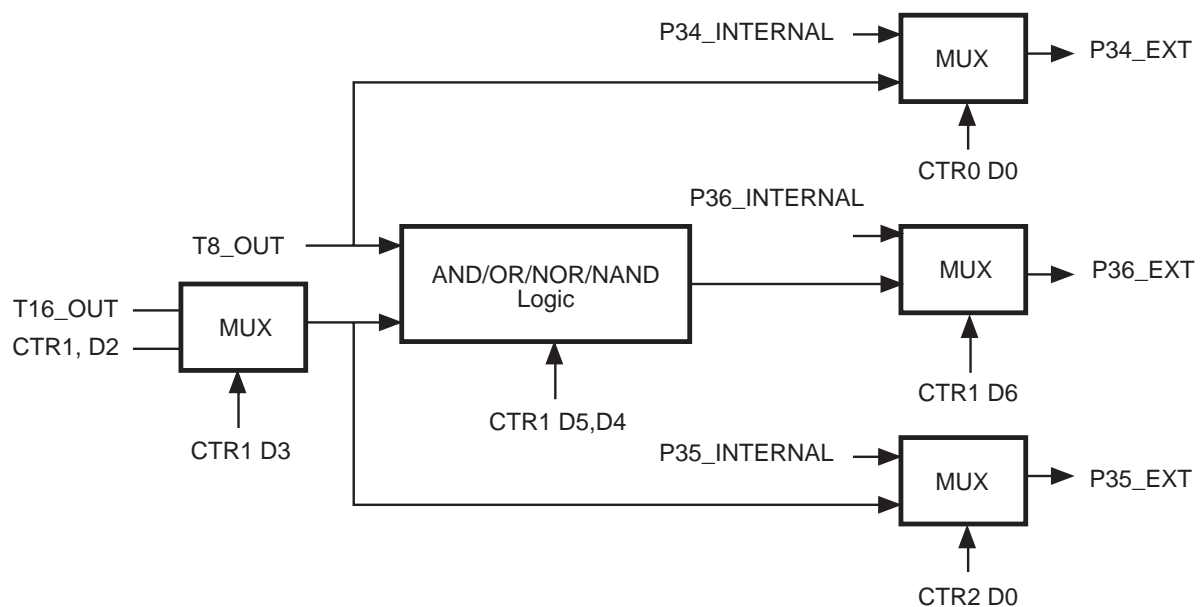 P34_INTERNAL
MUX
P34_EXT
CTR0 D0
P36_INTERNAL
T8_OUT
AND/OR/NOR/NAND
Logic
MUX
P36_EXT
T16_OUT
MUX
CTR1, D2
CTR1 D6
CTR1 D5,D4
CTR1 D3
P35_INTERNAL
MUX
P35_EXT
CTR2 D0